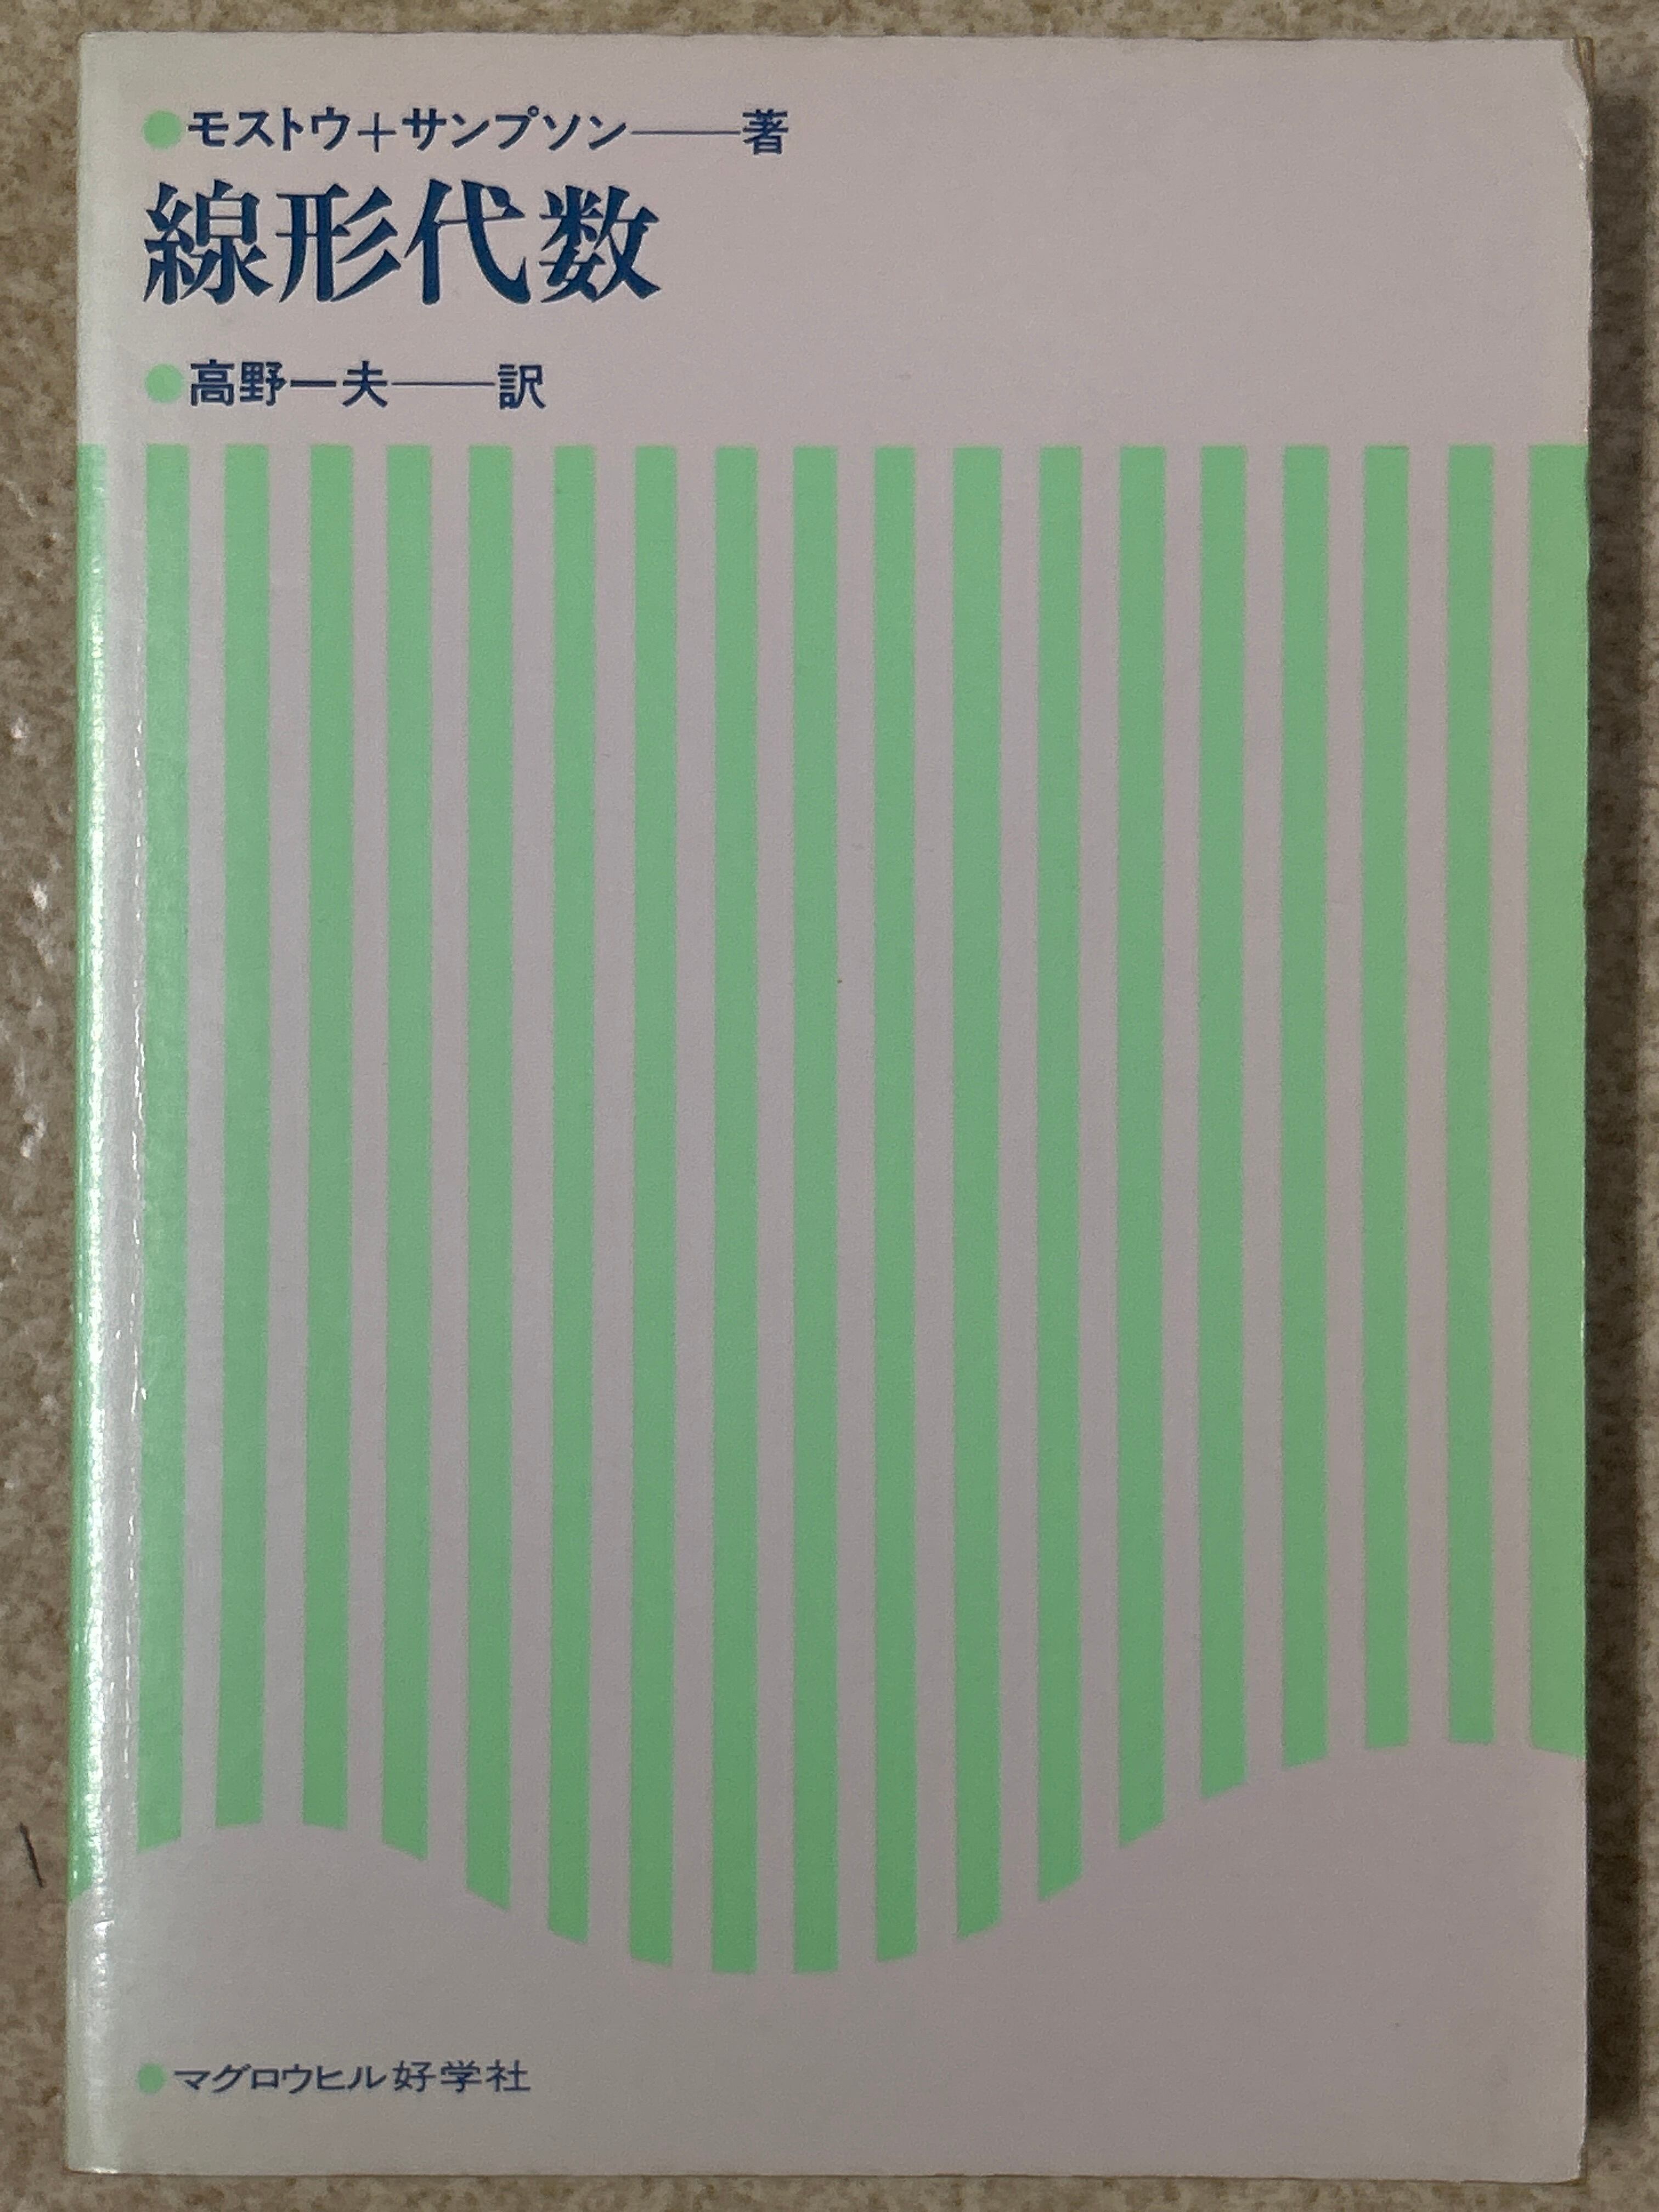 ●モストウ+サンプソン——著
線形代数
●高野一夫——訳
●マグロウヒル好学社